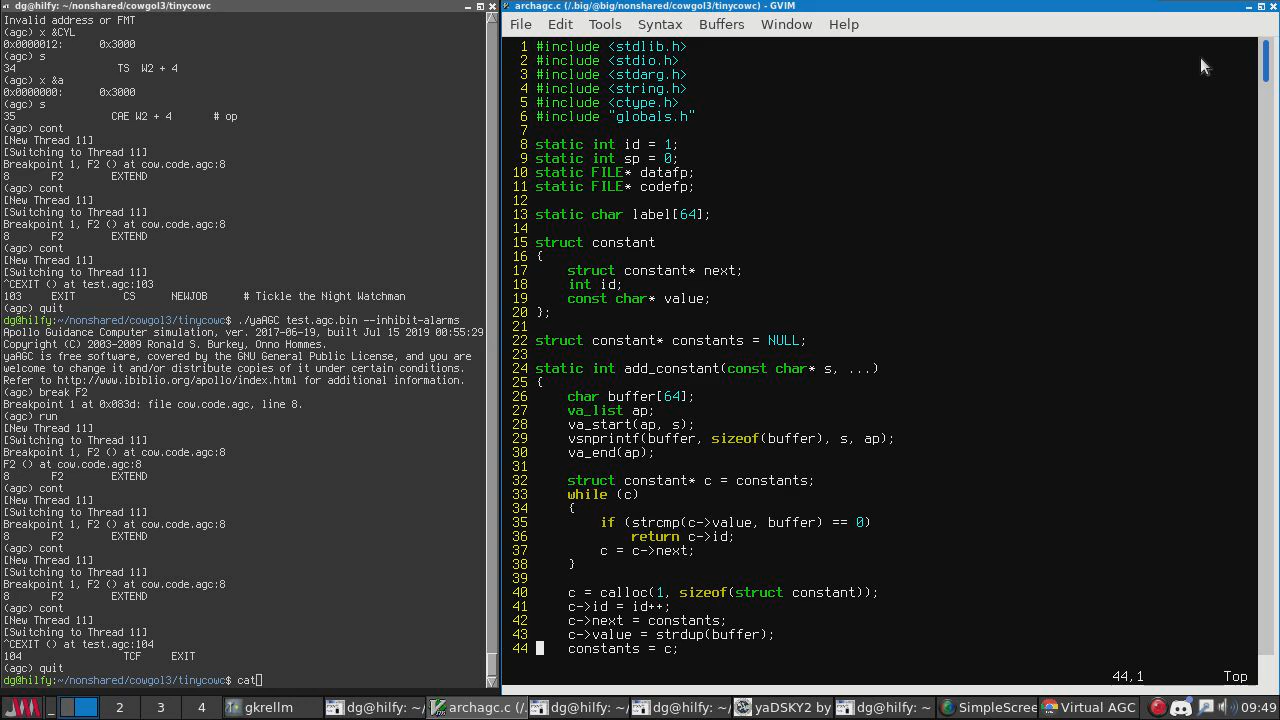 dg@hilfy: ~/nonshared/cowgol3/tinycowc
Invalid address or FMT
(agc) x &CYL
0x0000012:      0x3000
(agc) s
34               TS  W2 + 4
(agc) x &a
0x0000000:      0x3000
(agc) s
35              CAE W2 + 4      # op
(agc) cont
[New Thread 11]
[Switching to Thread 11]
Breakpoint 1, F2 () at cow.code.agc:8
8     F2        EXTEND
(agc) cont
[New Thread 11]
[Switching to Thread 11]
Breakpoint 1, F2 () at cow.code.agc:8
8     F2        EXTEND
(agc) cont
[New Thread 11]
[Switching to Thread 11]
Breakpoint 1, F2 () at cow.code.agc:8
8     F2        EXTEND
(agc) cont
[New Thread 11]
[Switching to Thread 11]
^CEXIT () at test.agc:103
103   EXIT      CS      NEWJOB     # Tickle the Night Watchman
(agc) quit
dg@hilfy:~/nonshared/cowgol3/tinycowc$ ./yaAGC test.agc.bin --inhibit-alarms
Apollo Guidance Computer simulation, ver. 2017-06-19, built Jul 15 2019 00:55:29
Copyright (C) 2003-2009 Ronald S. Burkey, Onno Hommes.
yaAGC is free software, covered by the GNU General Public License, and you are
welcome to change it and/or distribute copies of it under certain conditions.
Refer to http://www.ibiblio.org/apollo/index.html for additional information.
(agc) break F2
Breakpoint 1 at 0x083d: file cow.code.agc, line 8.
(agc) run
[New Thread 11]
[Switching to Thread 11]
Breakpoint 1, F2 () at cow.code.agc:8
F2 () at cow.code.agc:8
8     F2        EXTEND
(agc) cont
[New Thread 11]
[Switching to Thread 11]
Breakpoint 1, F2 () at cow.code.agc:8
8     F2        EXTEND
(agc) cont
[New Thread 11]
[Switching to Thread 11]
Breakpoint 1, F2 () at cow.code.agc:8
8     F2        EXTEND
(agc) cont
[New Thread 11]
[Switching to Thread 11]
^CEXIT () at test.agc:104
104             TCF     EXIT
(agc) quit
dg@hilfy:~/nonshared/cowgol3/tinycowc$ cat
archagc.c (/.big/@big/nonshared/cowgol3/tinycowc) - GVIM
File Edit Tools Syntax Buffers Window Help
1 #include <stdlib.h>
2 #include <stdio.h>
3 #include <stdarg.h>
4 #include <string.h>
5 #include <ctype.h>
6 #include "globals.h"
7
8 static int id = 1;
9 static int sp = 0;
10 static FILE* datafp;
11 static FILE* codefp;
12
13 static char label[64];
14
15 struct constant
16 {
17     struct constant* next;
18     int id;
19     const char* value;
20 };
21
22 struct constant* constants = NULL;
23
24 static int add_constant(const char* s, ...)
25 {
26     char buffer[64];
27     va_list ap;
28     va_start(ap, s);
29     vsnprintf(buffer, sizeof(buffer), s, ap);
30     va_end(ap);
31
32     struct constant* c = constants;
33     while (c)
34     {
35         if (strcmp(c->value, buffer) == 0)
36             return c->id;
37         c = c->next;
38     }
39
40     c = calloc(1, sizeof(struct constant));
41     c->id = id++;
42     c->next = constants;
43     c->value = strdup(buffer);
44     constants = c;
44,1 Top
2 3 4 gkrellm dg@hilfy: ~/ archagc.c (/. dg@hilfy: ~/ dg@hilfy: ~/ yaDSKY2 by dg@hilfy: ~/ SimpleScree Virtual AGC 09:49